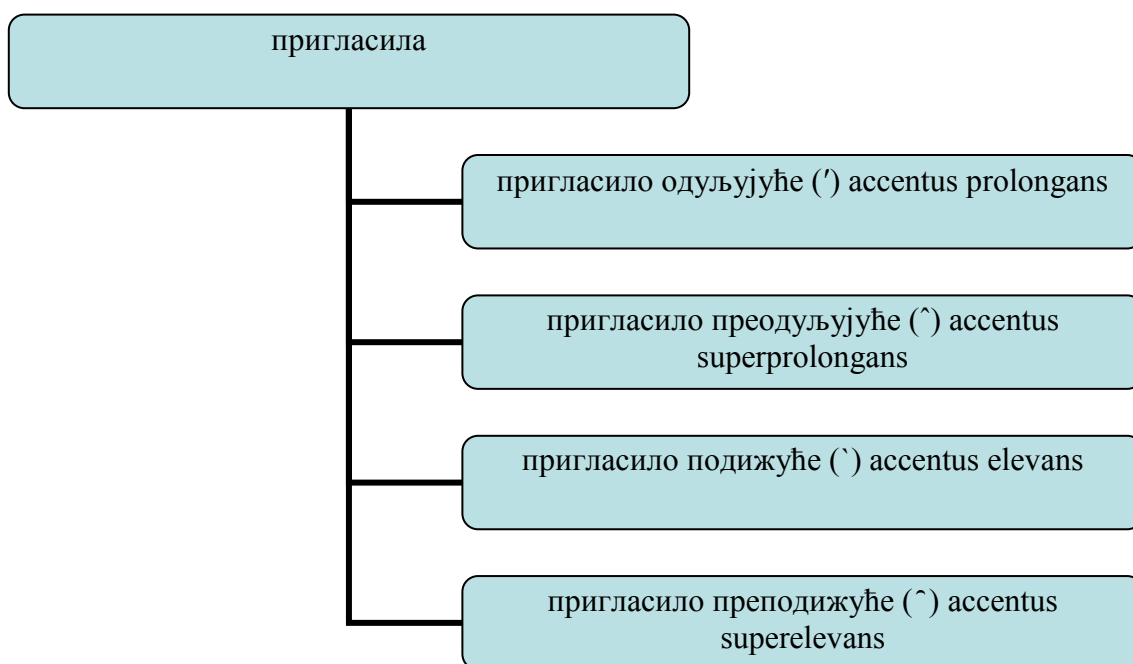 пригласила
пригласило одуљујуће (′) accentus prolongans
пригласило преодуљујуће (ˆ) accentus
superprolongans
пригласило подижуће (`) accentus elevans
пригласило преподижуће (ˆ) accentus
superelevans